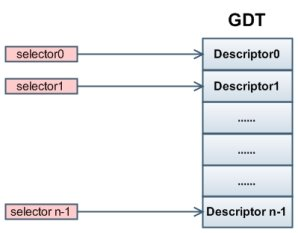 GDT
selector0 Descriptor0
selector1 Descriptor1
......
......
......
selector n-1 Descriptor n-1